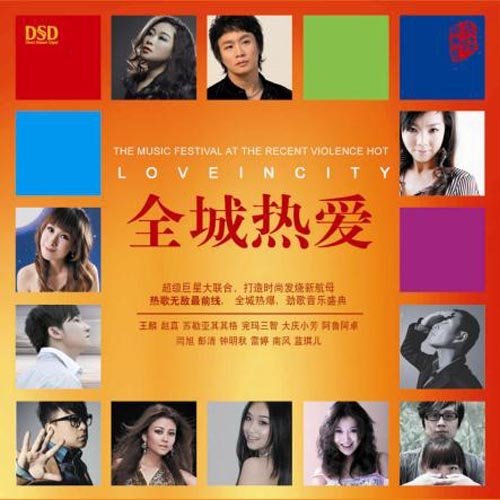 DSD
THE MUSIC FESTIVAL AT THE RECENT VIOLENCE HOT
LOVEINCITY
全城热爱
超级巨星大联合，打造时尚发烧新航母
热歌无敌最前线，全城热爆，劲歌音乐盛典
王麟 赵真 苏勒亚其其格 完玛三智 大庆小芳 阿鲁阿卓
闫旭 彭清 钟明秋 雷婷 南风 蓝琪儿